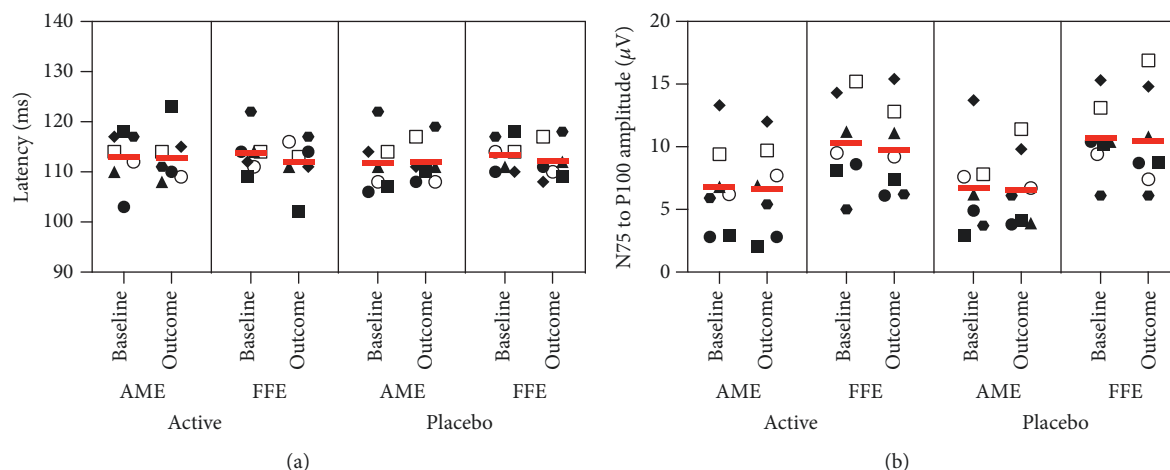 (a)
Latency (ms)
140
130
120
110
100
90
Baseline
Outcome
Baseline
Outcome
Baseline
Outcome
Baseline
Outcome
AME
FFE
AME
FFE
Active
Placebo
(b)
N75 to P100 amplitude (μV)
20
15
10
5
0
Baseline
Outcome
Baseline
Outcome
Baseline
Outcome
Baseline
Outcome
AME
FFE
AME
FFE
Active
Placebo
(a)
(b)